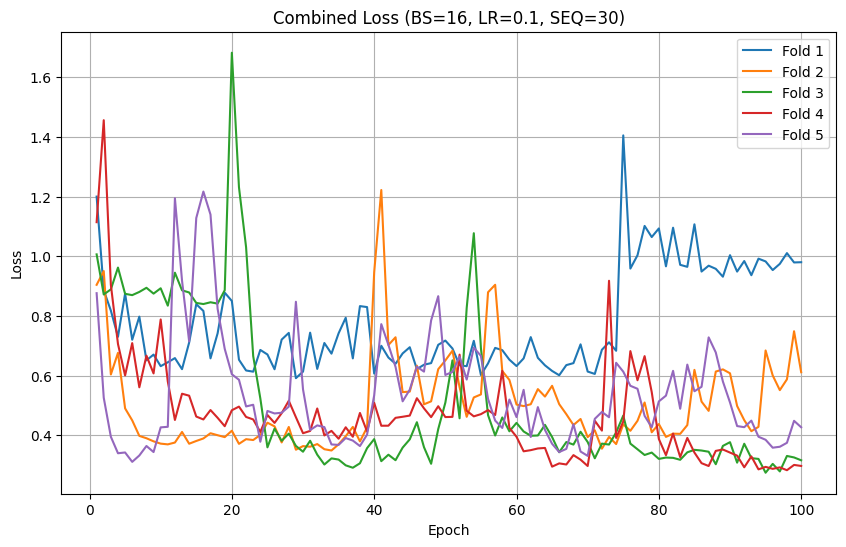 Combined Loss (BS=16, LR=0.1, SEQ=30)
Fold 1
Fold 2
Fold 3
Fold 4
Fold 5
Loss
1.6
1.4
1.2
1.0
0.8
0.6
0.4
0 20 40 60 80 100
Epoch